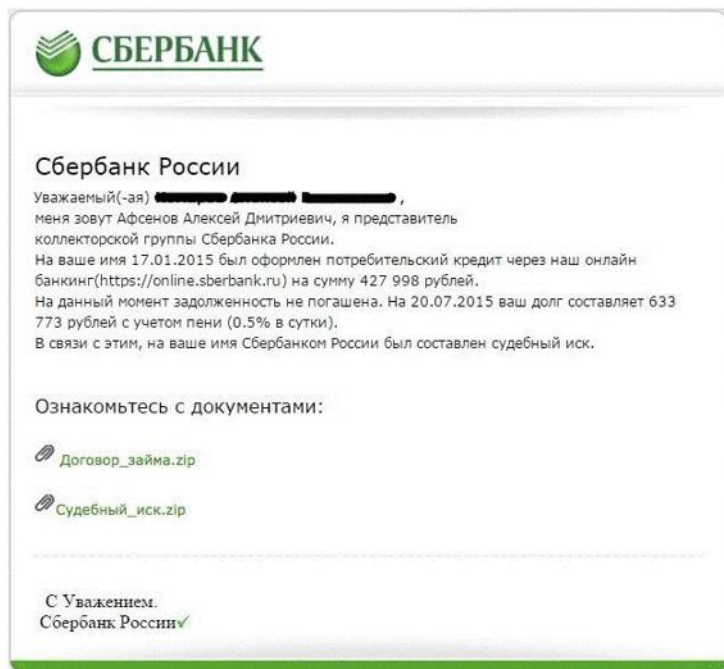 СБЕРБАНК
Сбербанк России
Уважаемый(-ая) ,
меня зовут Афсенов Алексей Дмитриевич, я представитель
коллекторской группы Сбербанка России.
На ваше имя 17.01.2015 был оформлен потребительский кредит через наш онлайн
банкинг(https://online.sberbank.ru) на сумму 427 998 рублей.
На данный момент задолженность не погашена. На 20.07.2015 ваш долг составляет 633
773 рублей с учетом пени (0.5% в сутки).
В связи с этим, на ваше имя Сбербанком России был составлен судебный иск.
Ознакомьтесь с документами:
Договор_займа.zip
Судебный_иск.zip
С Уважением.
Сбербанк России✓